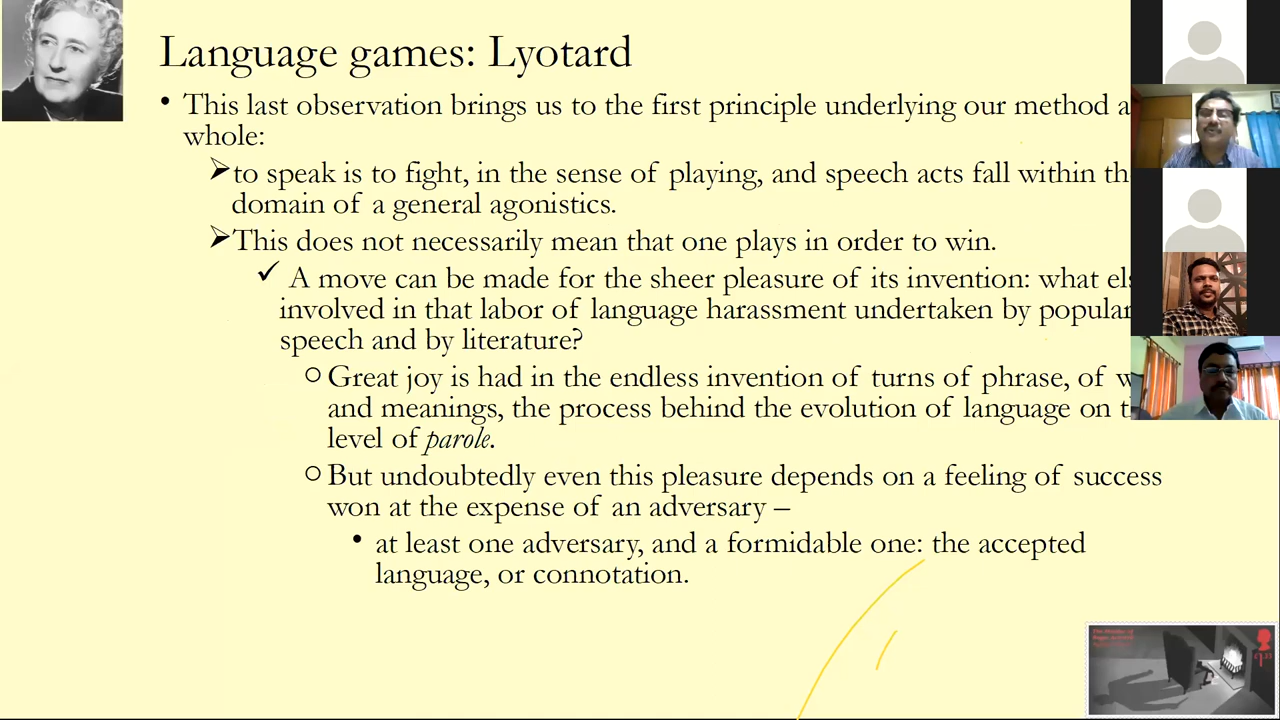 Language games: Lyotard
• This last observation brings us to the first principle underlying our method a
whole:
➢to speak is to fight, in the sense of playing, and speech acts fall within th
domain of a general agonistics.
➢This does not necessarily mean that one plays in order to win.
✓ A move can be made for the sheer pleasure of its invention: what els
involved in that labor of language harassment undertaken by popular
speech and by literature?
○ Great joy is had in the endless invention of turns of phrase, of w
and meanings, the process behind the evolution of language on t
level of parole.
○ But undoubtedly even this pleasure depends on a feeling of success
won at the expense of an adversary –
• at least one adversary, and a formidable one: the accepted
language, or connotation.
The Murder of